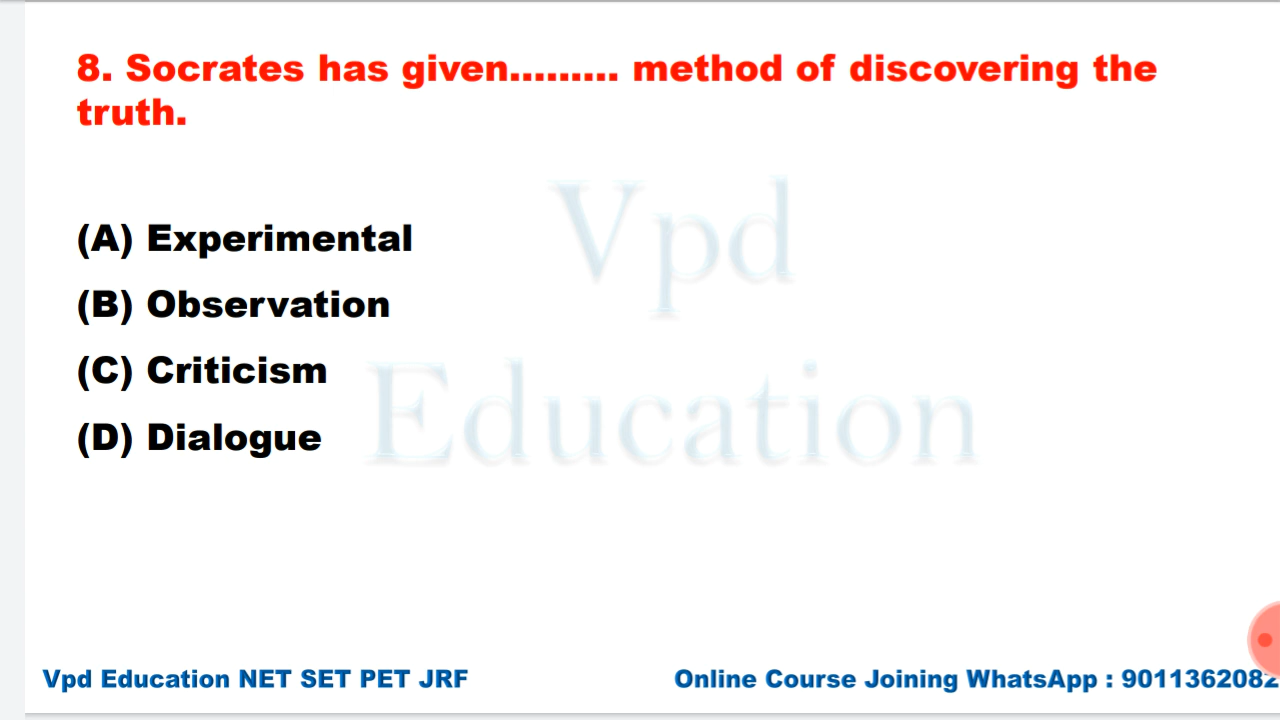 8. Socrates has given......... method of discovering the
truth.
(A) Experimental
(B) Observation
(C) Criticism
(D) Dialogue
Vpd
Education
Vpd Education NET SET PET JRF
Online Course Joining WhatsApp : 9011362082